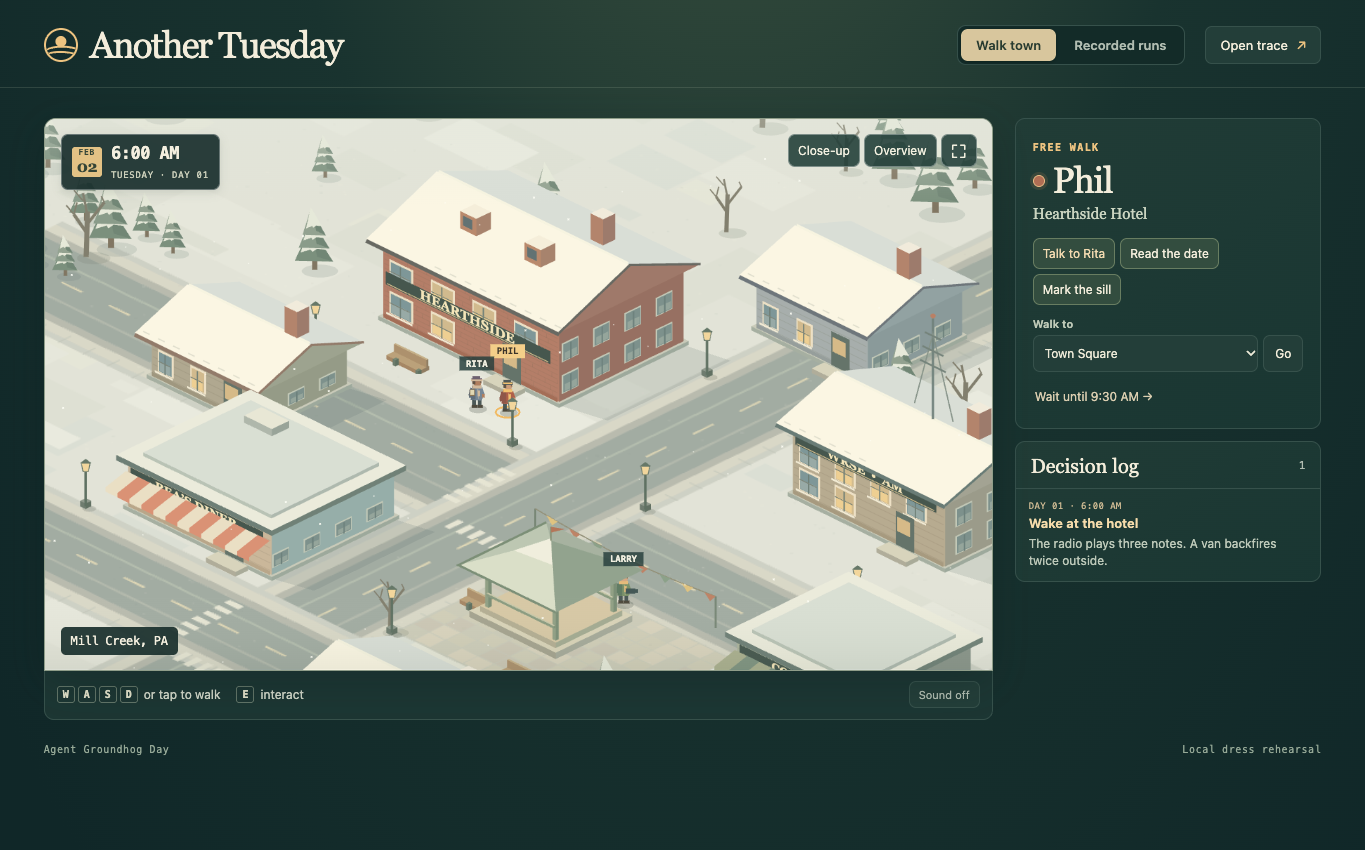 Another Tuesday
Walk town
Recorded runs
Open trace ↗
FEB
02
6:00 AM
TUESDAY · DAY 01
Close-up
Overview
HEARTHSIDE
PHIL
RITA
BEA'S DINER
LARRY
Mill Creek, PA
W A S D or tap to walk
E interact
Sound off
FREE WALK
Phil
Hearthside Hotel
Talk to Rita
Read the date
Mark the sill
Walk to
Town Square
Go
Wait until 9:30 AM →
Decision log
1
DAY 01 · 6:00 AM
Wake at the hotel
The radio plays three notes. A van backfires
twice outside.
Agent Groundhog Day
Local dress rehearsal